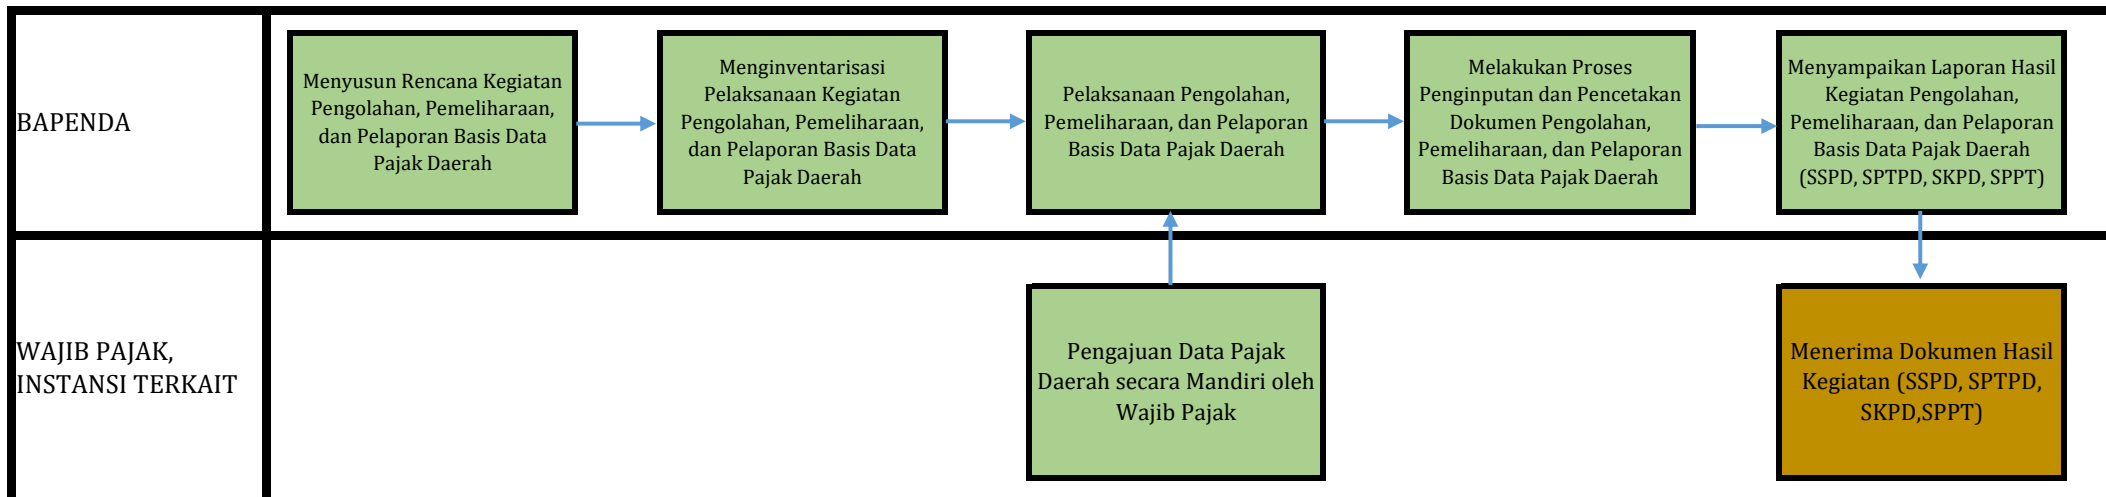 BAPENDA
Menyusun Rencana Kegiatan
Pengolahan, Pemeliharaan,
dan Pelaporan Basis Data
Pajak Daerah
Menginventarisasi
Pelaksanaan Kegiatan
Pengolahan, Pemeliharaan,
dan Pelaporan Basis Data
Pajak Daerah
Pelaksanaan Pengolahan,
Pemeliharaan, dan Pelaporan
Basis Data Pajak Daerah
Melakukan Proses
Penginputan dan Pencetakan
Dokumen Pengolahan,
Pemeliharaan, dan Pelaporan
Basis Data Pajak Daerah
Menyampaikan Laporan Hasil
Kegiatan Pengolahan,
Pemeliharaan, dan Pelaporan
Basis Data Pajak Daerah
(SSPD, SPTPD, SKPD, SPPT)
WAJIB PAJAK,
INSTANSI TERKAIT
Pengajuan Data Pajak
Daerah secara Mandiri oleh
Wajib Pajak
Menerima Dokumen Hasil
Kegiatan (SSPD, SPTPD,
SKPD,SPPT)